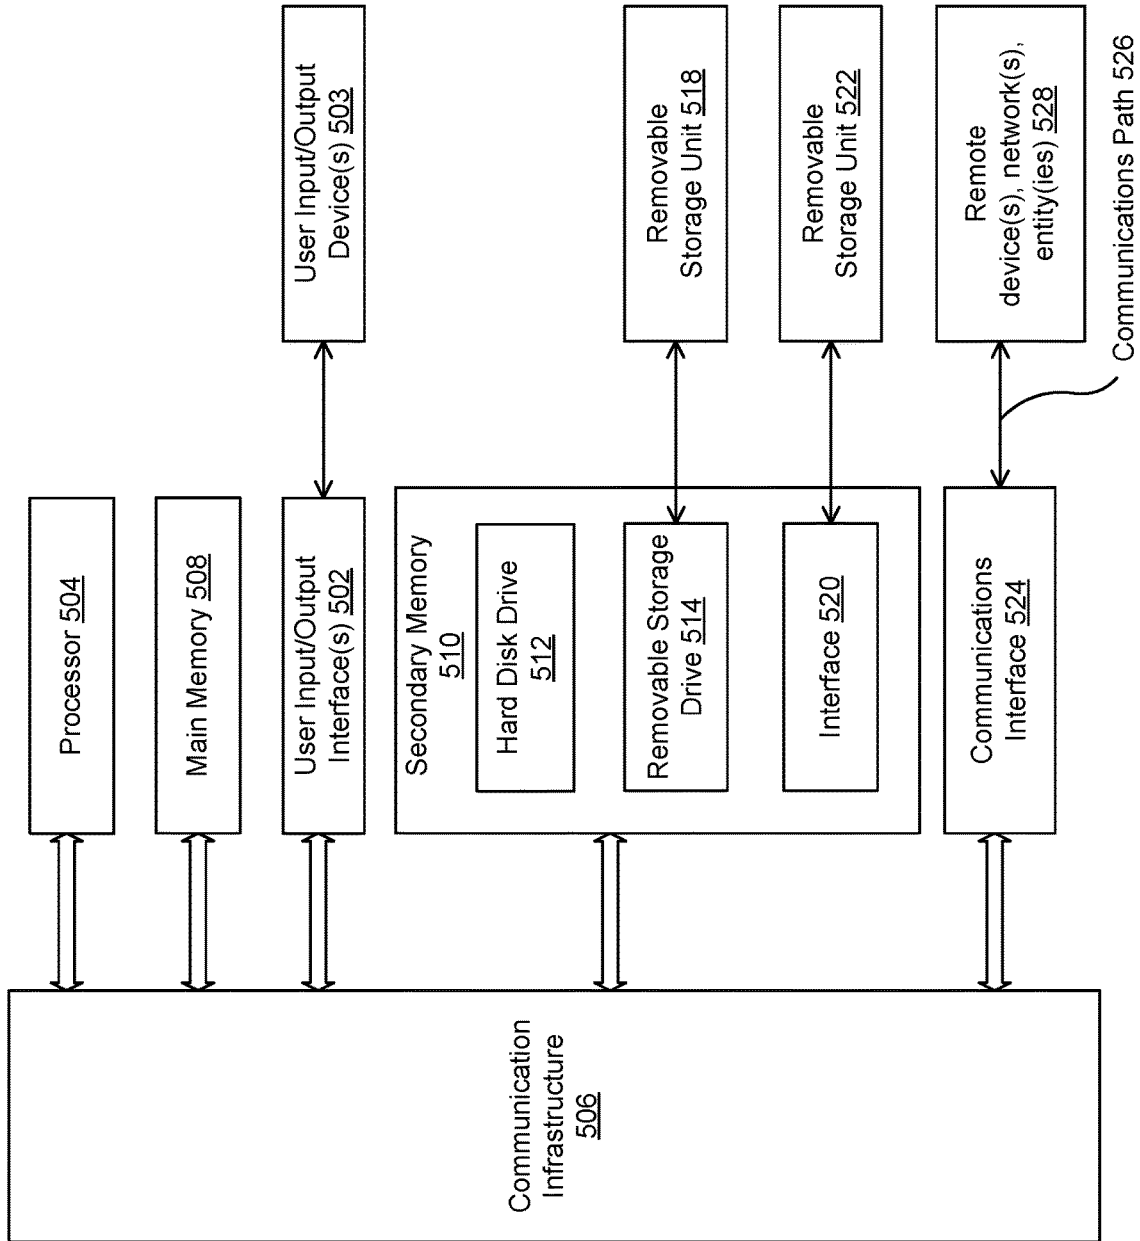 Processor 504
Main Memory 508
User Input/Output
Interface(s) 502
User Input/Output
Device(s) 503
Secondary Memory
510
Hard Disk Drive
512
Removable Storage
Drive 514
Removable
Storage Unit 518
Interface 520
Removable
Storage Unit 522
Communications
Interface 524
Remote
device(s), network(s),
entity(ies) 528
Communications Path 526
Communication
Infrastructure
506